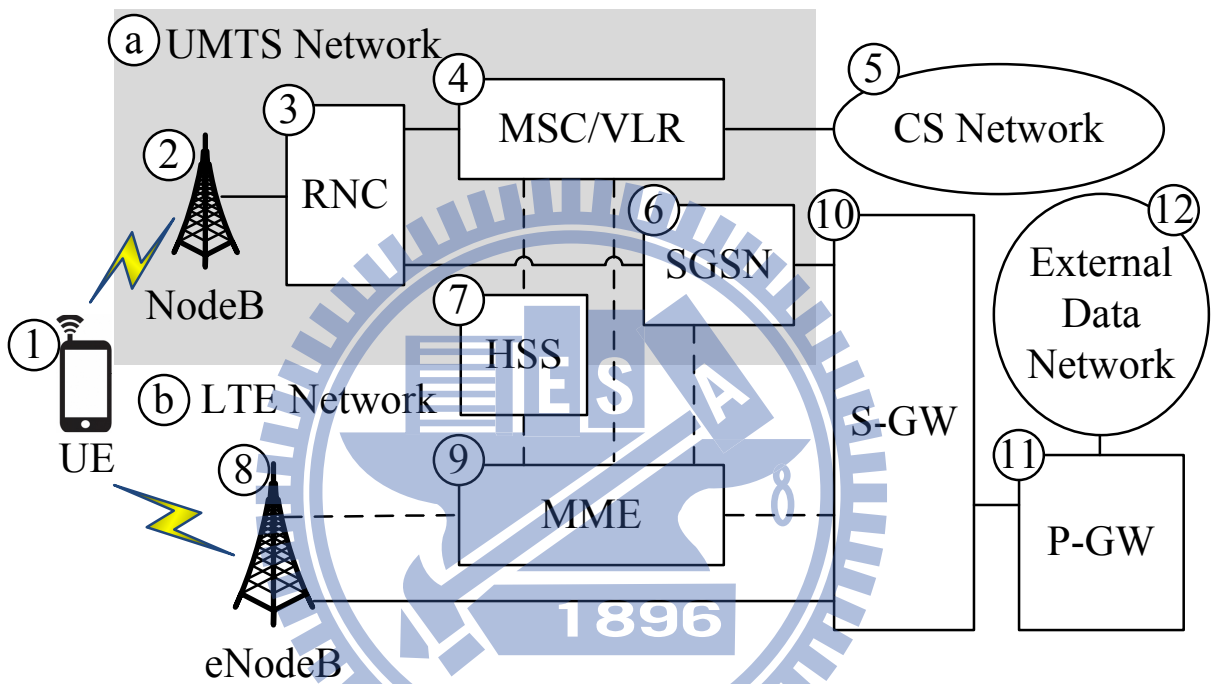 a UMTS Network
4
MSC/VLR
5
CS Network
3
RNC
2
NodeB
6
SGSN
10
S-GW
12
External
Data
Network
7
HSS
1
UE
b LTE Network
8
eNodeB
9
MME
11
P-GW
E S A
8
1896